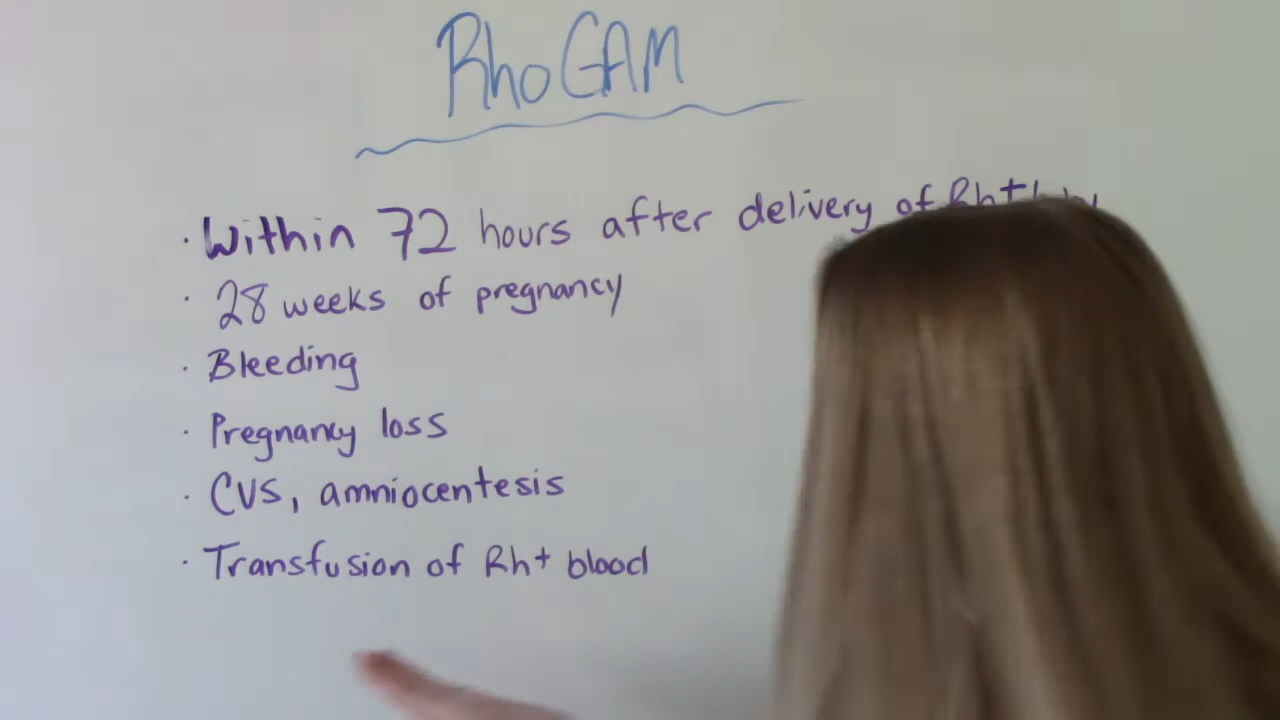 RhoGAM
· Within 72 hours after delivery of Rh+
· 28 weeks of pregnancy
· Bleeding
· Pregnancy loss
· CVS, amniocentesis
· Transfusion of Rh+ blood